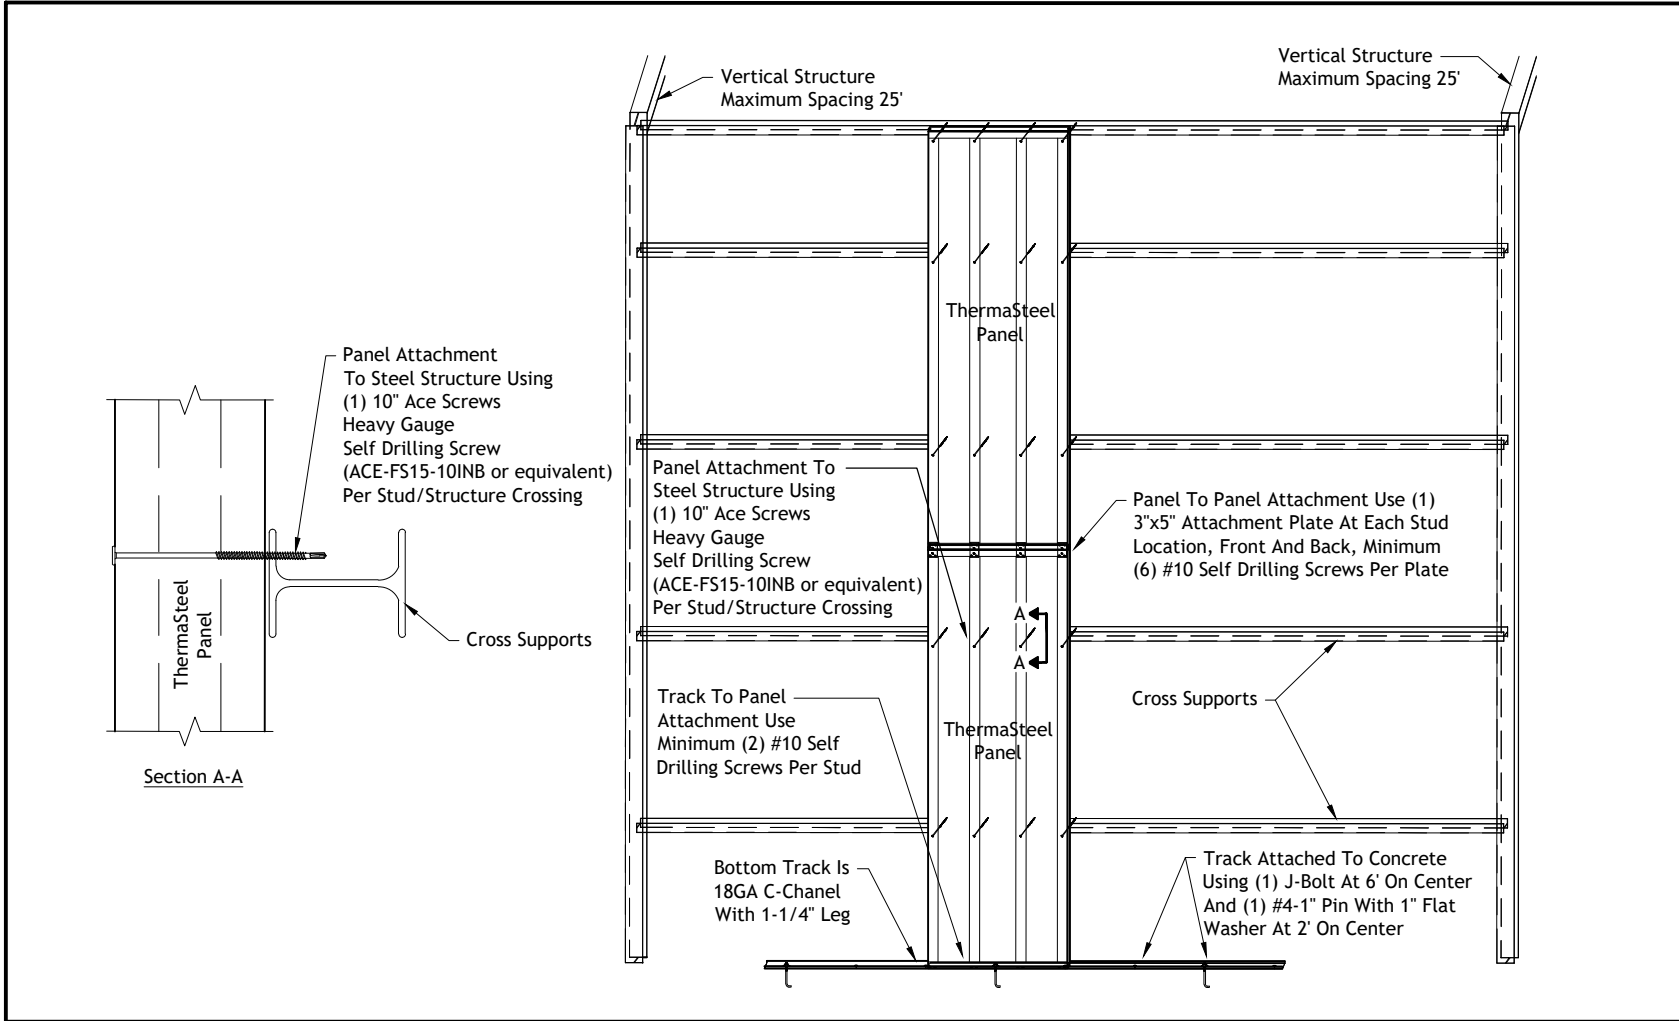 Vertical Structure
Maximum Spacing 25'
Vertical Structure
Maximum Spacing 25'
ThermaSteel
Panel
Panel Attachment
To Steel Structure Using
(1) 10" Ace Screws
Heavy Gauge
Self Drilling Screw
(ACE-FS15-10INB or equivalent)
Per Stud/Structure Crossing
ThermaSteel
Panel
Cross Supports
Section A-A
Panel Attachment To
Steel Structure Using
(1) 10" Ace Screws
Heavy Gauge
Self Drilling Screw
(ACE-FS15-10INB or equivalent)
Per Stud/Structure Crossing
Panel To Panel Attachment Use (1)
3"x5" Attachment Plate At Each Stud
Location, Front And Back, Minimum
(6) #10 Self Drilling Screws Per Plate
A
A
Track To Panel
Attachment Use
Minimum (2) #10 Self
Drilling Screws Per Stud
ThermaSteel
Panel
Cross Supports
Bottom Track Is
18GA C-Chanel
With 1-1/4" Leg
Track Attached To Concrete
Using (1) J-Bolt At 6' On Center
And (1) #4-1" Pin With 1" Flat
Washer At 2' On Center